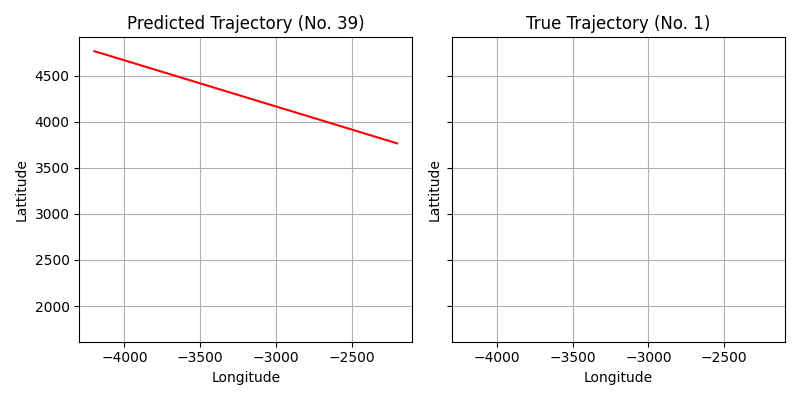 Predicted Trajectory (No. 39)
True Trajectory (No. 1)
4500
4000
3500
3000
2500
2000
Lattitude
Lattitude
−4000 −3500 −3000 −2500
−4000 −3500 −3000 −2500
Longitude
Longitude